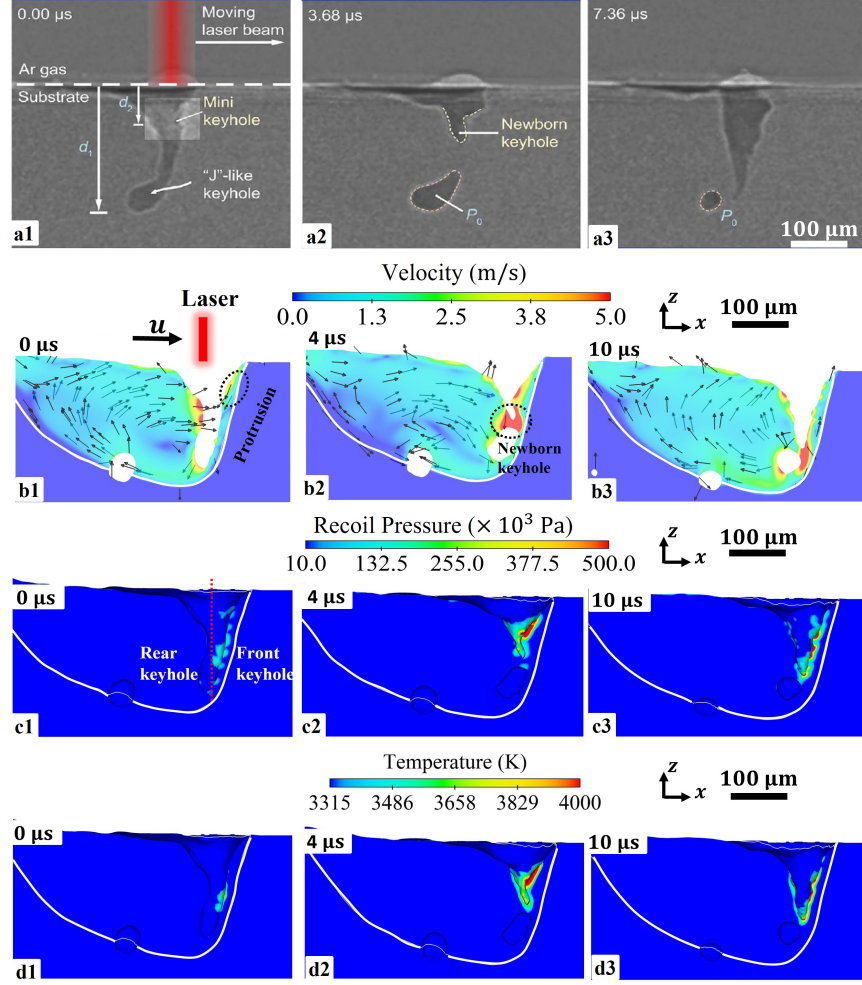 0.00 μs
Moving
laser beam
3.68 μs
7.36 μs
Ar gas
Substrate
d₂
Mini
keyhole
d₁
"J"-like
keyhole
Newborn
keyhole
P₀
P₀
100 μm
a1
a2
a3
Velocity (m/s)
0.0 1.3 2.5 3.8 5.0
Laser
u
z
x
100 μm
0 μs
4 μs
10 μs
Protrusion
Newborn
keyhole
b1
b2
b3
Recoil Pressure (× 10³ Pa)
10.0 132.5 255.0 377.5 500.0
z
x
100 μm
0 μs
4 μs
10 μs
Rear
keyhole
Front
keyhole
c1
c2
c3
Temperature (K)
3315 3486 3658 3829 4000
z
x
100 μm
0 μs
4 μs
10 μs
d1
d2
d3